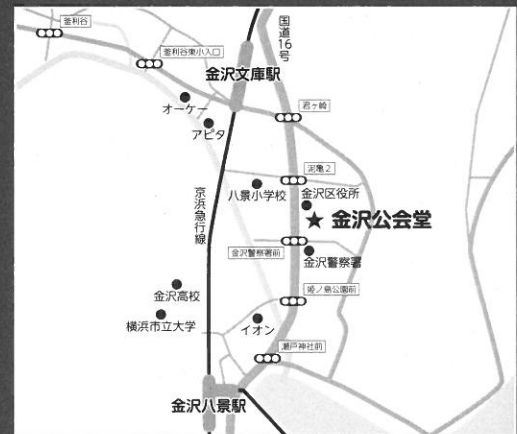 釜利谷
国道16号
釜利谷東小入口
金沢文庫駅
オーケー
君ヶ崎
アピタ
泥亀2
八景小学校
金沢区役所
★ 金沢公会堂
京浜急行線
金沢警察署前
金沢警察署
金沢高校
姫ノ島公園前
横浜市立大学
イオン
瀬戸神社前
金沢八景駅